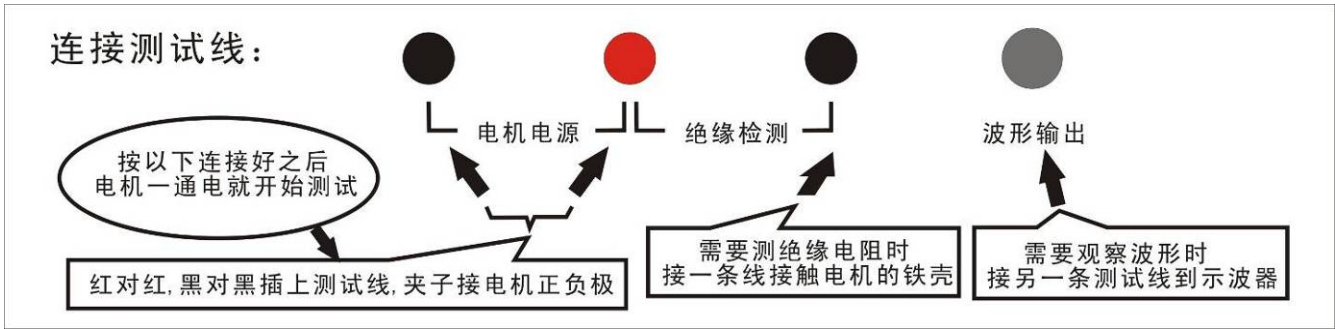 连接测试线:
电机电源
绝缘检测
波形输出
按以下连接好之后
电机一通电就开始测试
红对红,黑对黑插上测试线,夹子接电机正负极
需要测绝缘电阻时
接一条线接触电机的铁壳
需要观察波形时
接另一条测试线到示波器